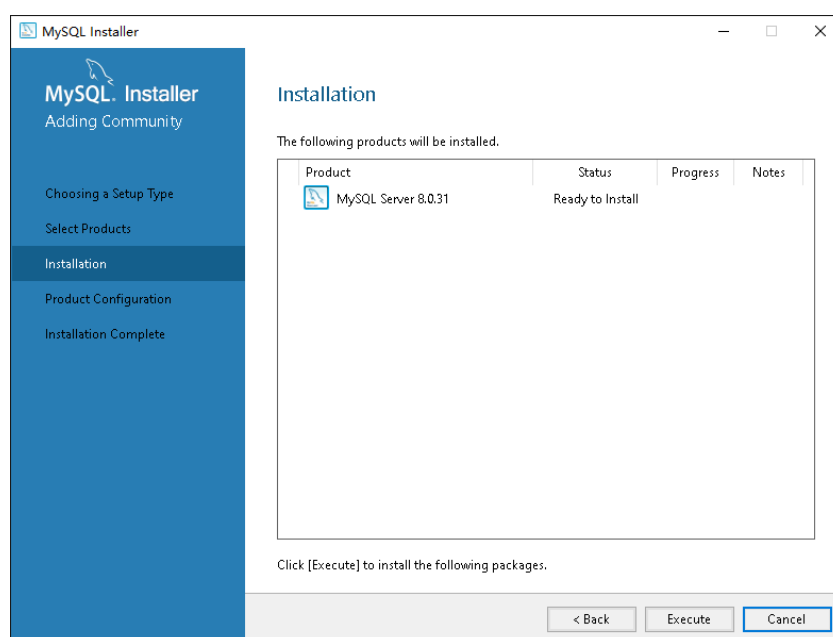 MySQL Installer
MySQL. Installer
Adding Community
Choosing a Setup Type
Select Products
Installation
Product Configuration
Installation Complete
Installation
The following products will be installed.
Product Status Progress Notes
MySQL Server 8.0.31 Ready to Install
Click [Execute] to install the following packages.
< Back Execute Cancel